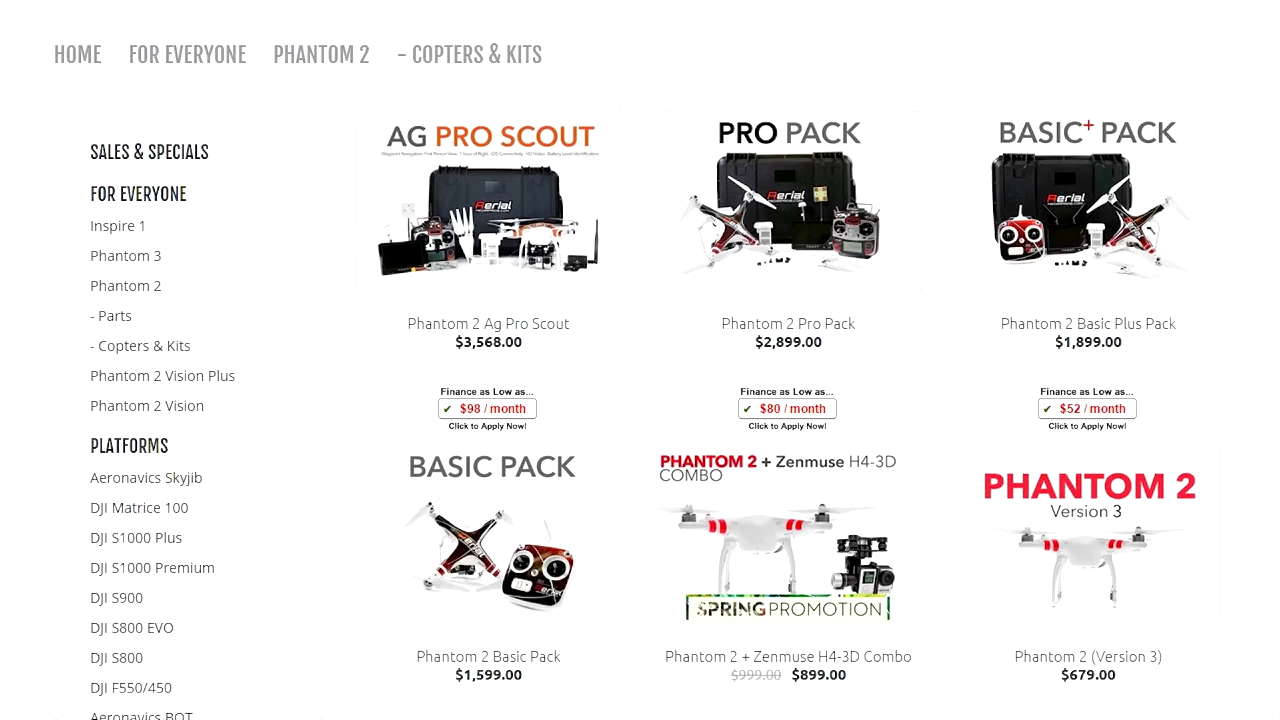 HOME FOR EVERYONE PHANTOM 2 - COPTERS & KITS
SALES & SPECIALS
FOR EVERYONE
Inspire 1
Phantom 3
Phantom 2
- Parts
- Copters & Kits
Phantom 2 Vision Plus
Phantom 2 Vision
PLATFORMS
Aeronavics Skyjib
DJI Matrice 100
DJI S1000 Plus
DJI S1000 Premium
DJI S900
DJI S800 EVO
DJI S800
DJI F550/450
Aeronavics BOT
AG PRO SCOUT
Aerial
Phantom 2 Ag Pro Scout
$3,568.00
Finance as Low as...
✔ $98 / month
Click to Apply Now!
PRO PACK
Aerial
Phantom 2 Pro Pack
$2,899.00
Finance as Low as...
✔ $80 / month
Click to Apply Now!
BASIC+ PACK
Aerial
Phantom 2 Basic Plus Pack
$1,899.00
Finance as Low as...
✔ $52 / month
Click to Apply Now!
BASIC PACK
Aerial
Aerial
Phantom 2 Basic Pack
$1,599.00
PHANTOM 2 + Zenmuse H4-3D
COMBO
SPRING PROMOTION
Phantom 2 + Zenmuse H4-3D Combo
$999.00 $899.00
PHANTOM 2
Version 3
Phantom 2 (Version 3)
$679.00